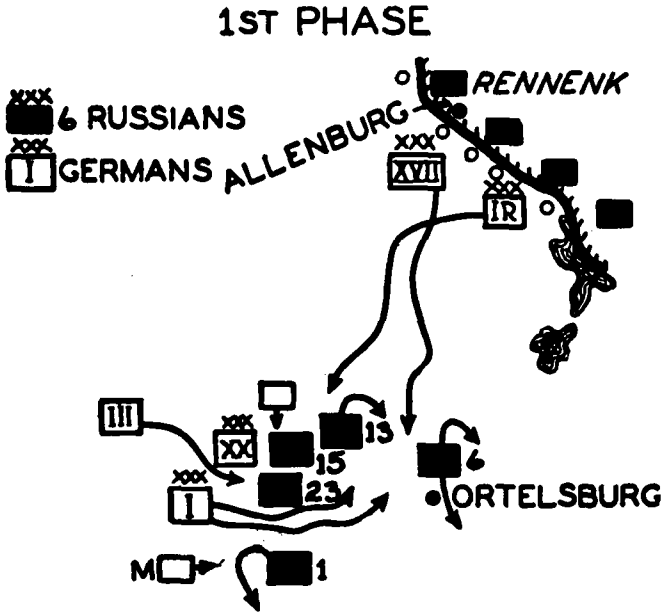 1ST PHASE
XXX
6 RUSSIANS
XXX
I GERMANS
RENNENK
ALLENBURG
XXX
XVII
XXX
IR
III
XXX
XX
13
15
6
XXX
I
23
ORTELSBURG
M
1